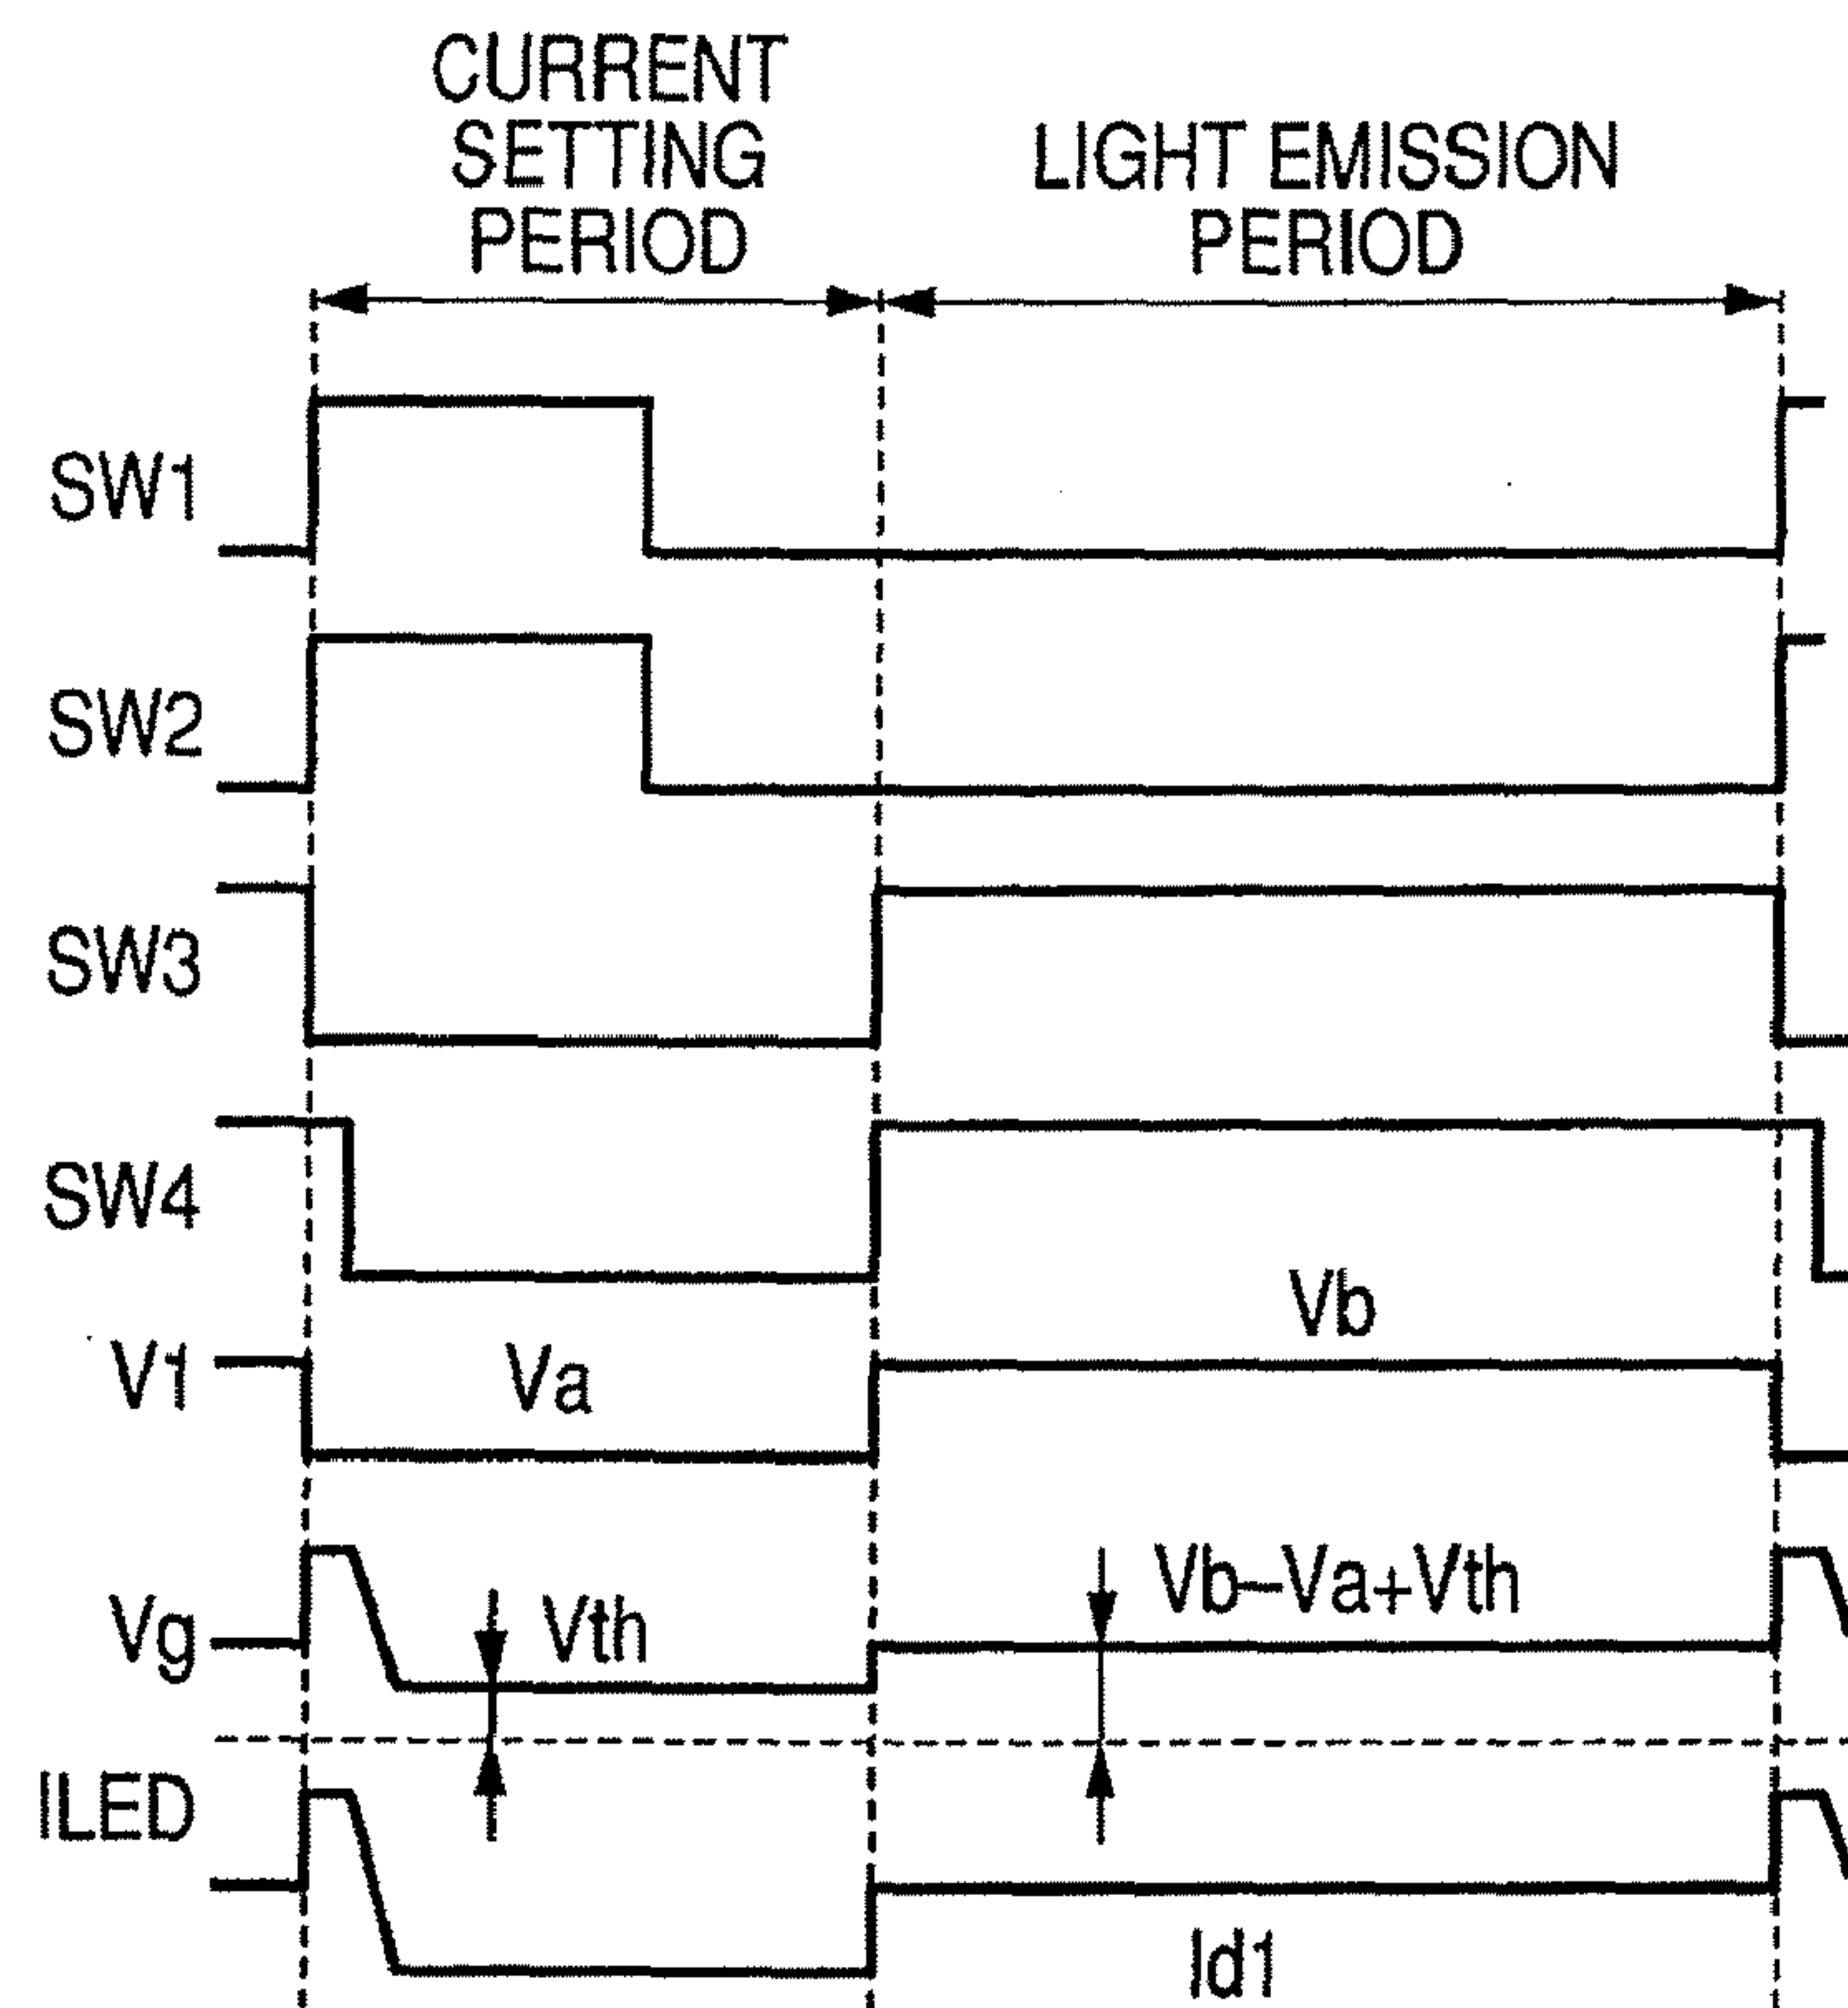 CURRENT
SETTING
PERIOD
LIGHT EMISSION
PERIOD
SW1
SW2
SW3
SW4
Vb
V1
Va
Vg
Vth
Vb–Va+Vth
ILED
Id1